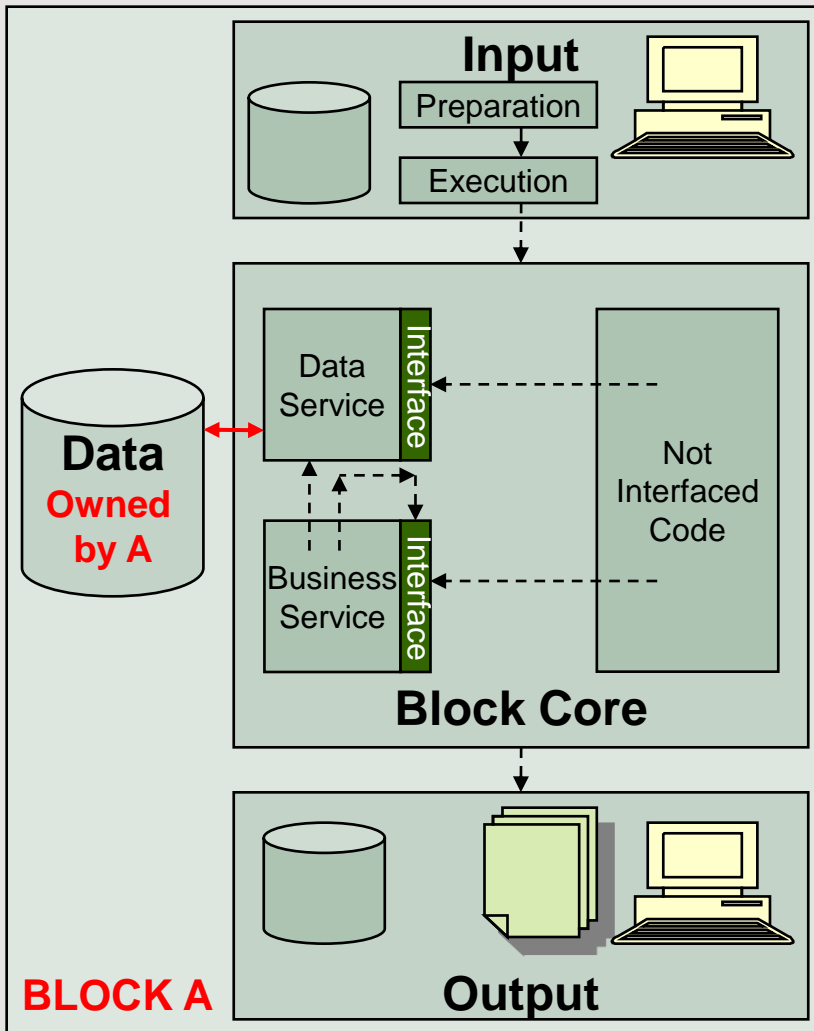 Input
Preparation
Execution
Data
Service
Interface
Data
Owned
by A
Not
Interfaced
Code
Business
Service
Interface
Block Core
BLOCK A
Output